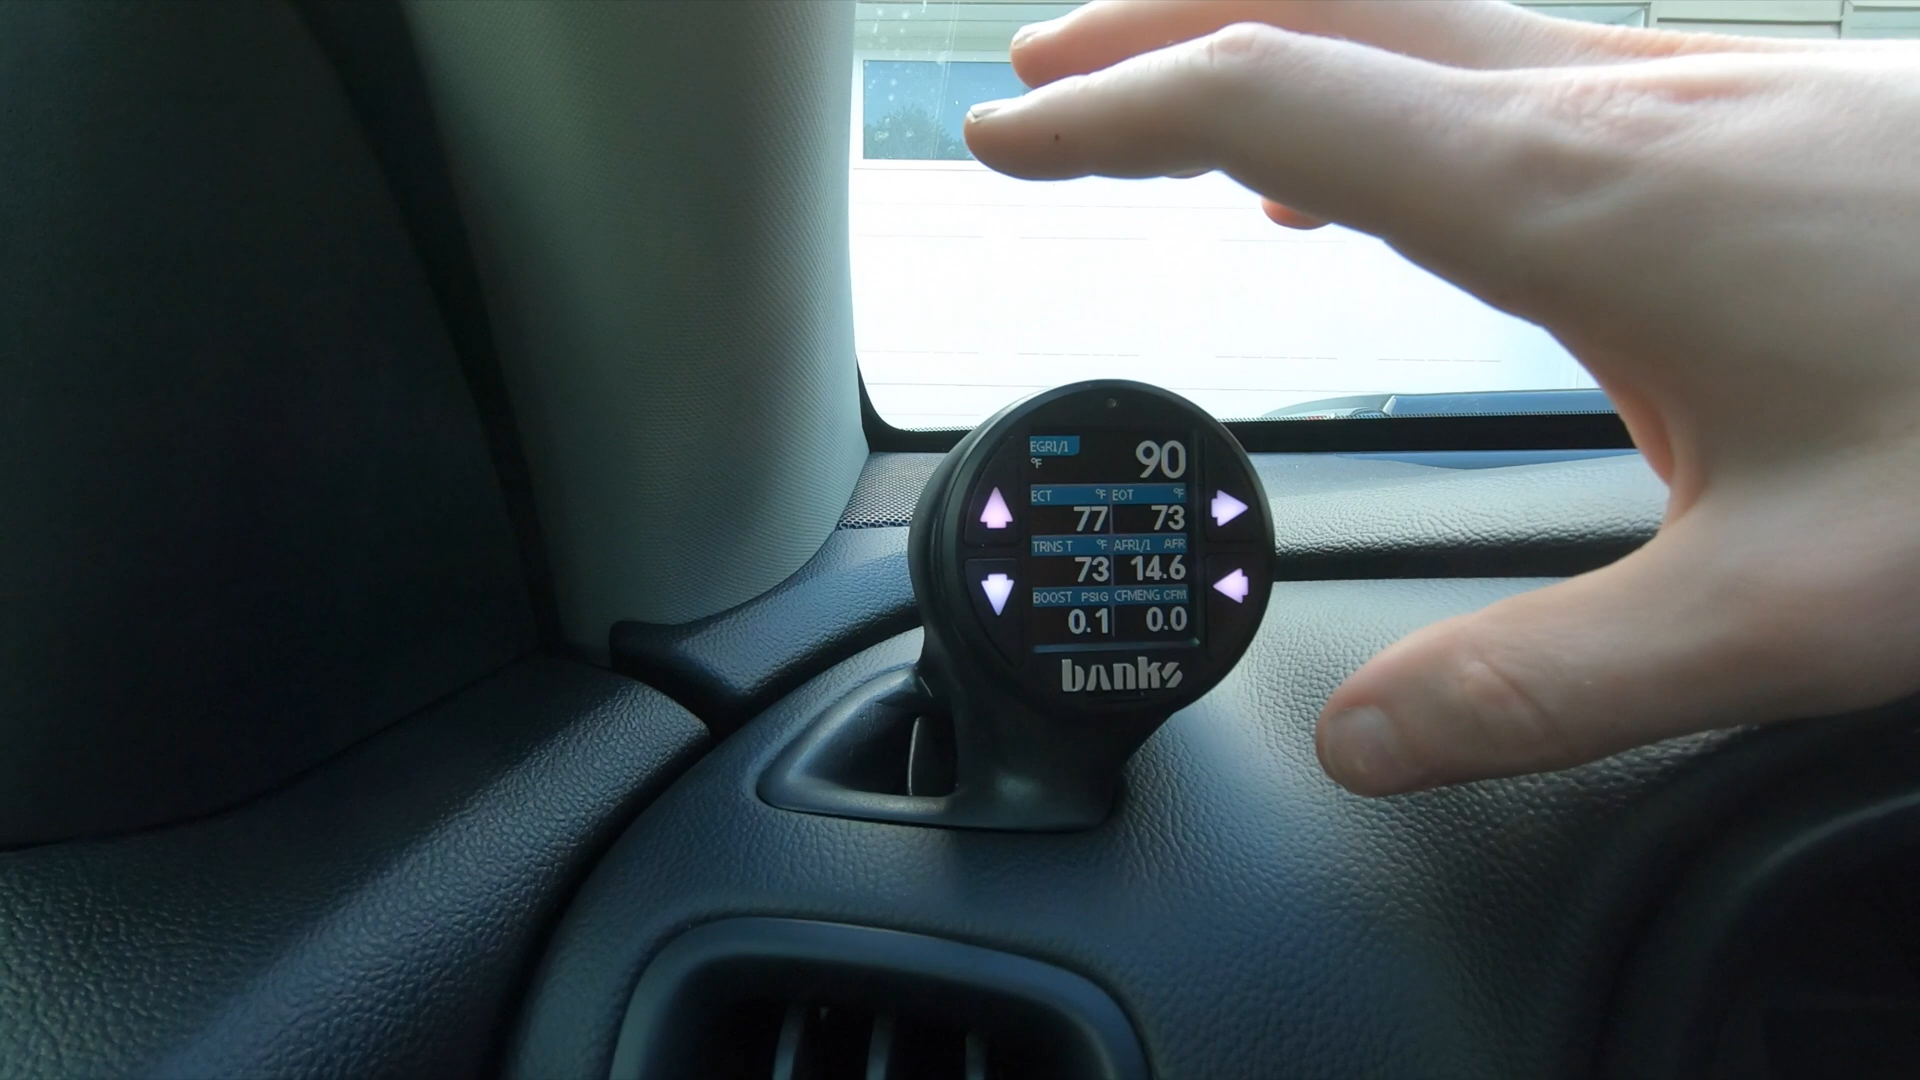 EGR1/1
°F 90
ECT °F EOT °F
77 73
TRNS T °F AFR1/1 AFR
73 14.6
BOOST PSIG CFMENG CFM
0.1 0.0
banks